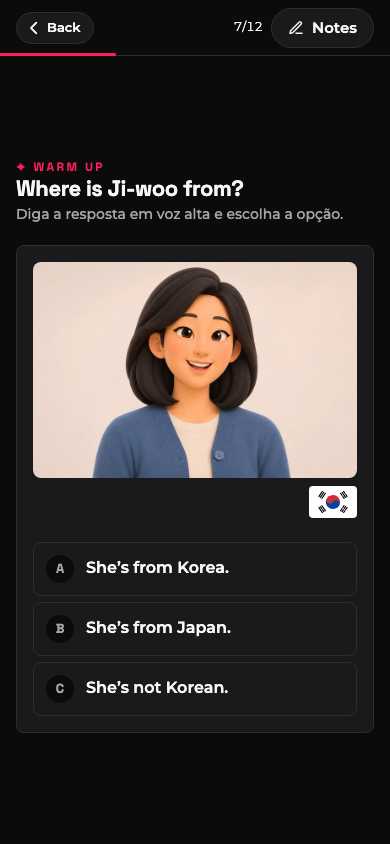 Back
7/12
Notes
WARM UP
Where is Ji-woo from?
Diga a resposta em voz alta e escolha a opção.
A She’s from Korea.
B She’s from Japan.
C She’s not Korean.